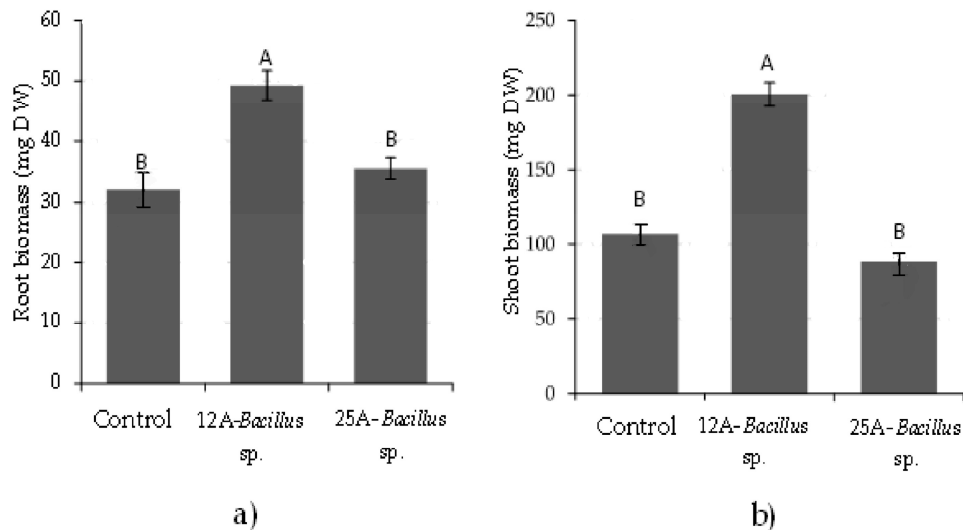 60
50
40
30
20
10
0
Root biomass (mg DW)
B
A
B
Control
12A-Bacillus sp.
25A- Bacillus sp.
a)
250
200
150
100
50
0
Shoot biomass (mg DW)
B
A
B
Control
12A- Bacillus sp.
25A- Bacillus sp.
b)